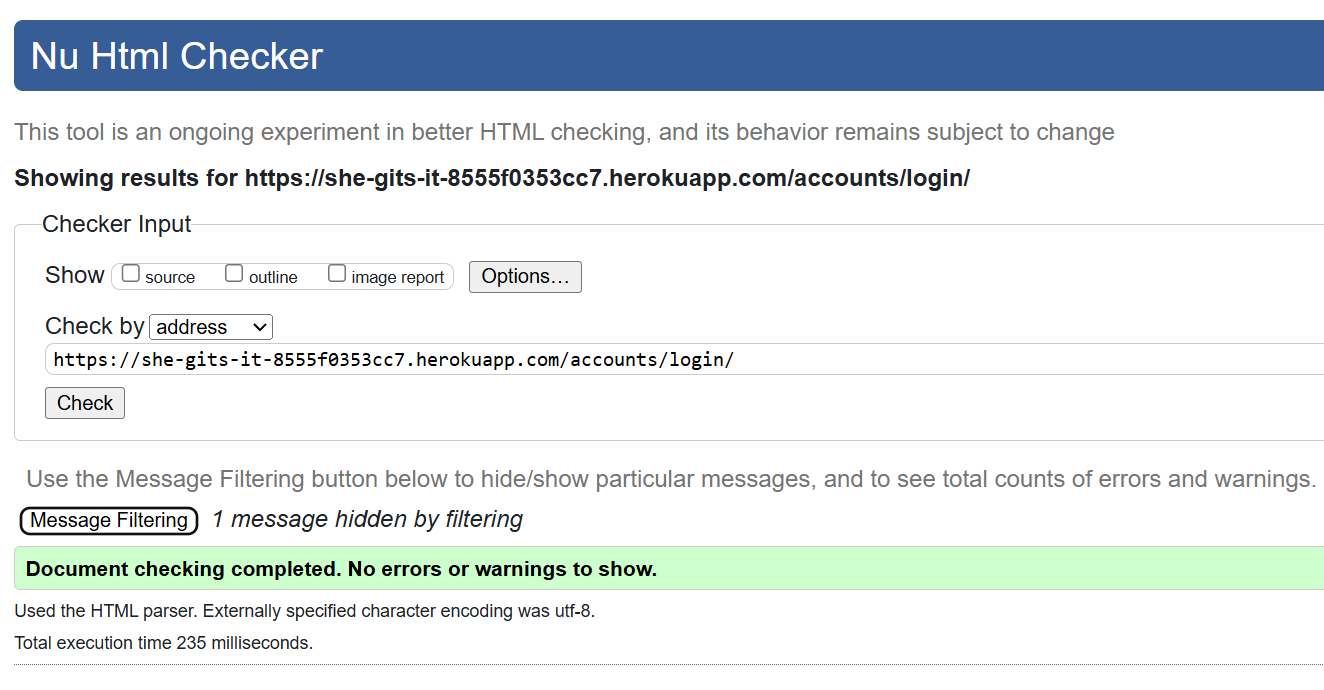 Nu Html Checker
This tool is an ongoing experiment in better HTML checking, and its behavior remains subject to change
Showing results for https://she-gits-it-8555f0353cc7.herokuapp.com/accounts/login/
Checker Input
Show source outline image report Options...
Check by address
https://she-gits-it-8555f0353cc7.herokuapp.com/accounts/login/
Check
Use the Message Filtering button below to hide/show particular messages, and to see total counts of errors and warnings.
Message Filtering 1 message hidden by filtering
Document checking completed. No errors or warnings to show.
Used the HTML parser. Externally specified character encoding was utf-8.
Total execution time 235 milliseconds.